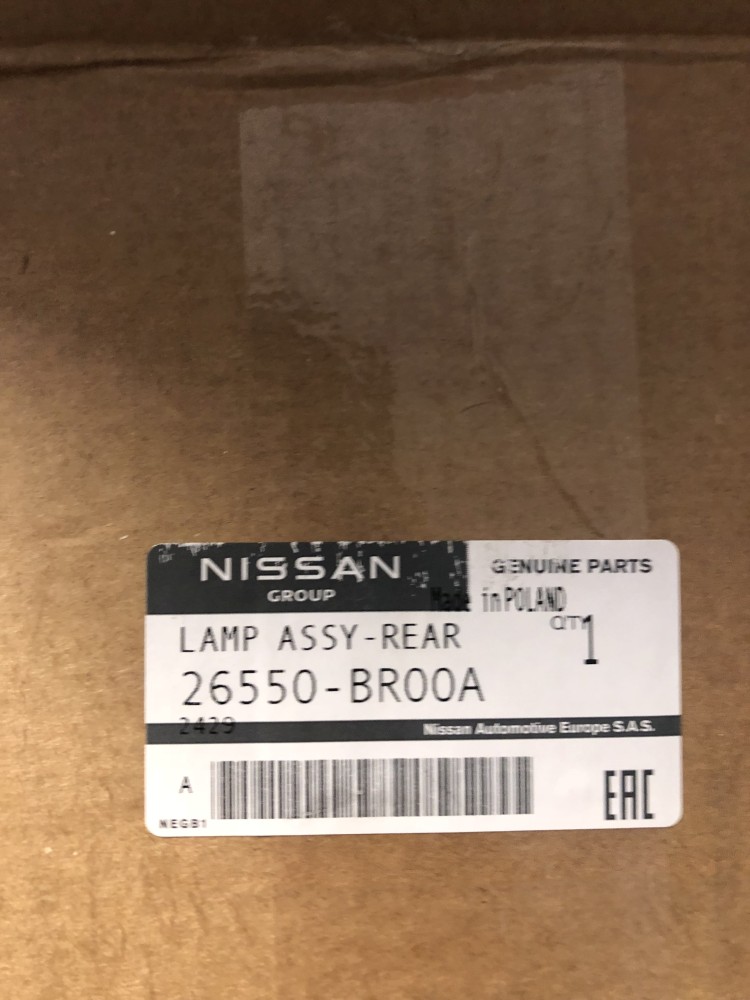 NISSAN
GROUP
GENUINE PARTS
Made in POLAND
LAMP ASSY-REAR
QTY
1
26550-BR00A
2429
Nissan Automotive Europe S.A.S.
A
NEGB1
EAC